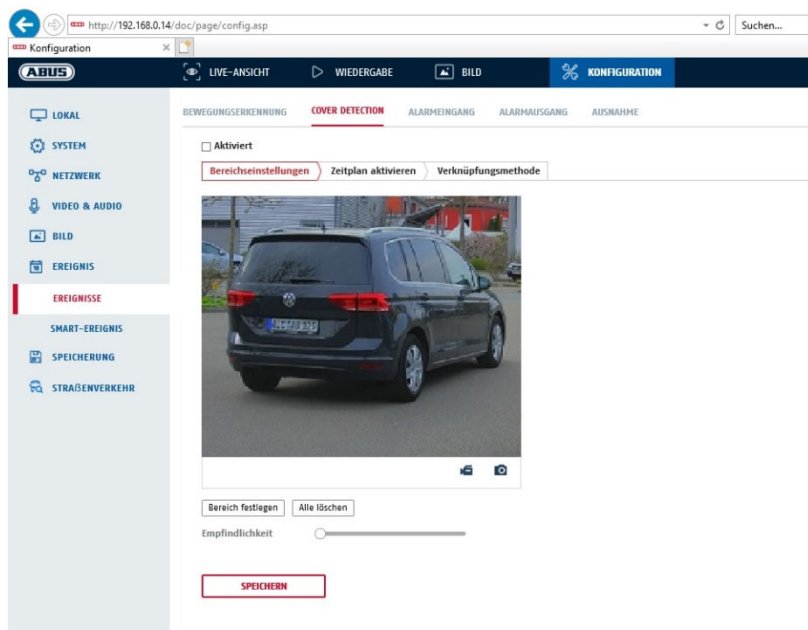 http://192.168.0.14/doc/page/config.asp
Suchen...
Konfiguration
ABUS
LIVE-ANSICHT
WIEDERGABE
BILD
KONFIGURATION
BEWEGUNGSERKENNUNG
COVER DETECTION
ALARMEINGANG
ALARMAUSGANG
AUSNAHME
LOKAL
SYSTEM
NETZWERK
VIDEO & AUDIO
BILD
EREIGNIS
EREIGNISSE
SMART-EREIGNIS
SPEICHERUNG
STRAßENVERKEHR
Aktiviert
Bereichseinstellungen
Zeitplan aktivieren
Verknüpfungsmethode
Bereich festlegen
Alle löschen
Empfindlichkeit
SPEICHERN